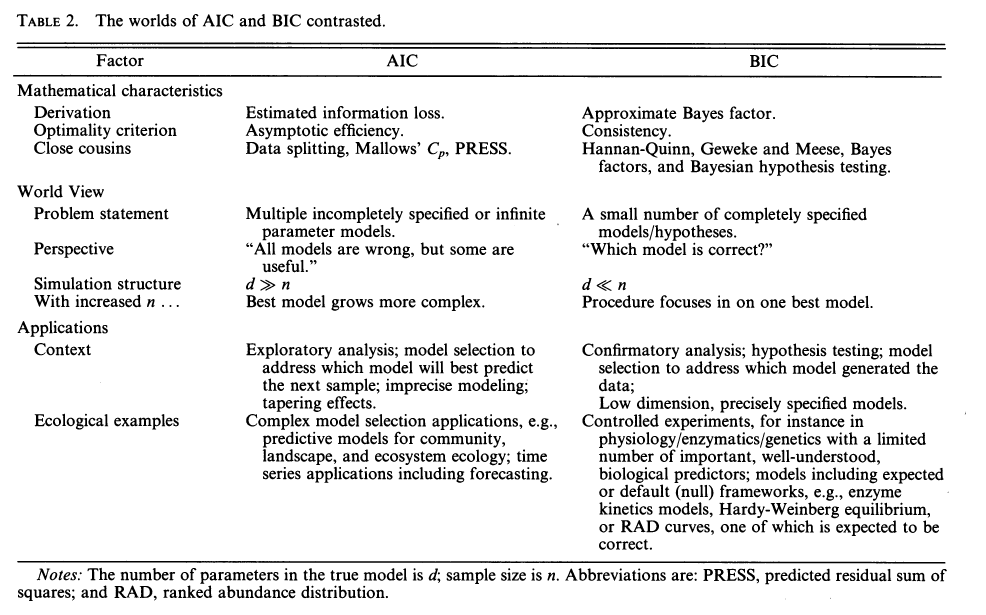 TABLE 2. The worlds of AIC and BIC contrasted.
Factor AIC BIC
Mathematical characteristics
Derivation Estimated information loss. Approximate Bayes factor.
Optimality criterion Asymptotic efficiency. Consistency.
Close cousins Data splitting, Mallows' Cp, PRESS. Hannan-Quinn, Geweke and Meese, Bayes
factors, and Bayesian hypothesis testing.
World View
Problem statement Multiple incompletely specified or infinite A small number of completely specified
parameter models. models/hypotheses.
Perspective “All models are wrong, but some are “Which model is correct?”
useful.”
Simulation structure d ≫ n d ≪ n
With increased n ... Best model grows more complex. Procedure focuses in on one best model.
Applications
Context Exploratory analysis; model selection to Confirmatory analysis; hypothesis testing; model
address which model will best predict selection to address which model generated the
the next sample; imprecise modeling; data;
tapering effects. Low dimension, precisely specified models.
Ecological examples Complex model selection applications, e.g., Controlled experiments, for instance in
predictive models for community, physiology/enzymatics/genetics with a limited
landscape, and ecosystem ecology; time number of important, well-understood,
series applications including forecasting. biological predictors; models including expected
or default (null) frameworks, e.g., enzyme
kinetics models, Hardy-Weinberg equilibrium,
or RAD curves, one of which is expected to be
correct.
Notes: The number of parameters in the true model is d; sample size is n. Abbreviations are: PRESS, predicted residual sum of
squares; and RAD, ranked abundance distribution.